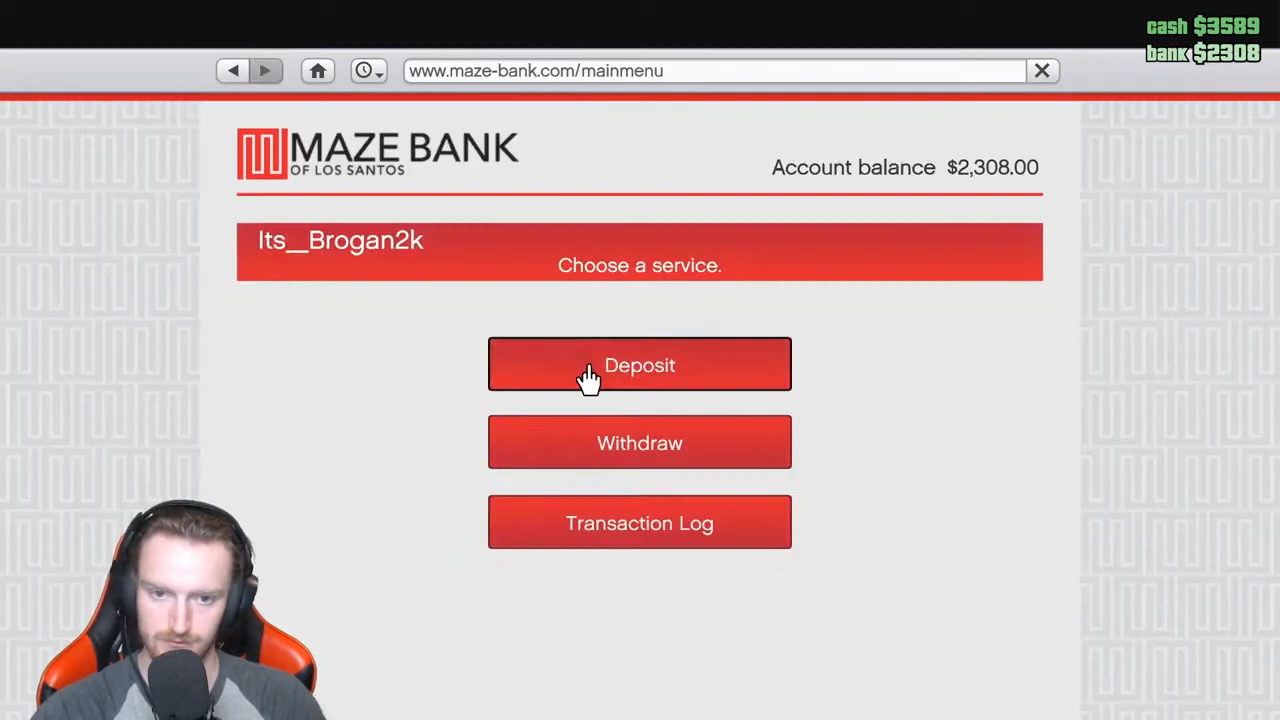 cash $3589
bank $2308
www.maze-bank.com/mainmenu
MAZE BANK
OF LOS SANTOS
Account balance $2,308.00
Its__Brogan2k
Choose a service.
Deposit
Withdraw
Transaction Log